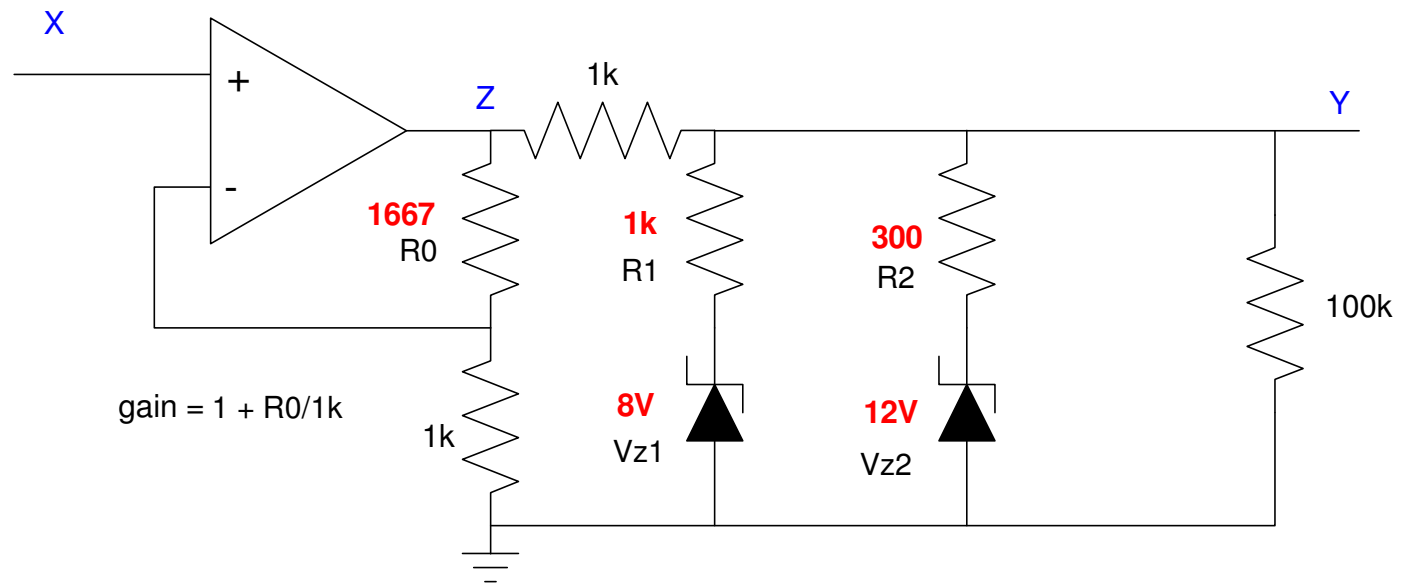 X
+
-
Z
1k
Y
1667
R0
1k
R1
300
R2
100k
gain = 1 + R0/1k
1k
8V
Vz1
12V
Vz2